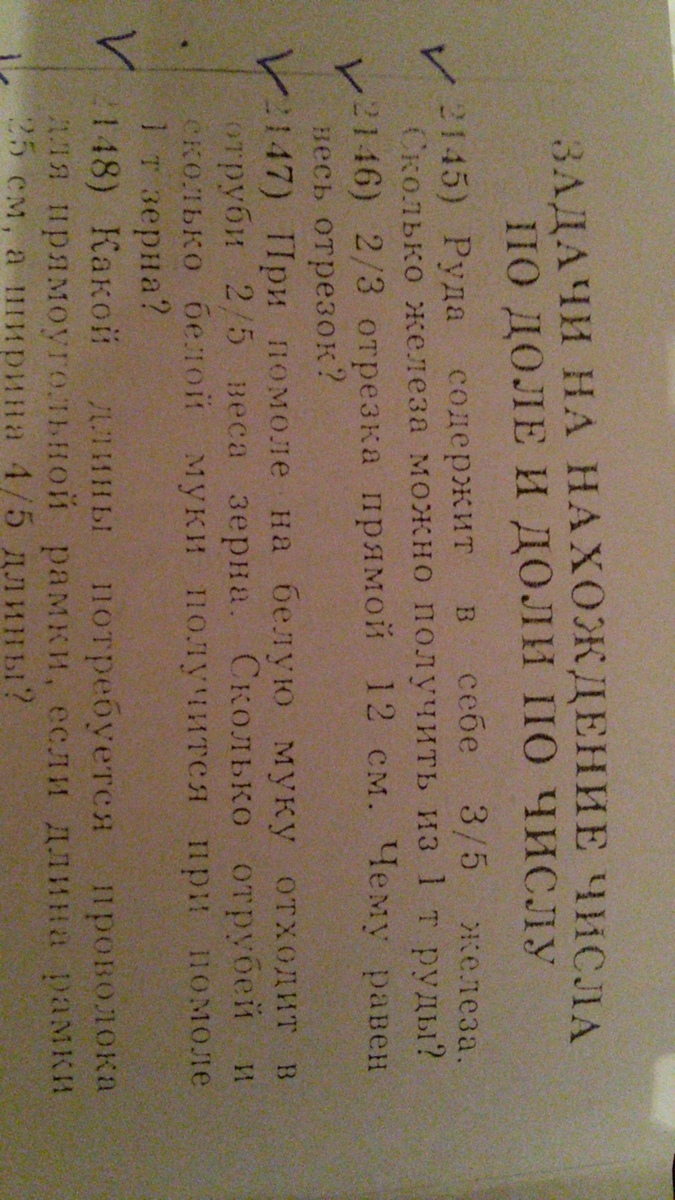 ЗАДАЧИ НА НАХОЖДЕНИЕ ЧИСЛА
ПО ДОЛЕ И ДОЛИ ПО ЧИСЛУ
2145) Руда содержит в себе 3/5 железа.
Сколько железа можно получить из 1 т руды?
2146) 2/3 отрезка прямой 12 см. Чему равен
весь отрезок?
2147) При помоле на белую муку отходит в
отруби 2/5 веса зерна. Сколько отрубей и
сколько белой муки получится при помоле
1 т зерна?
2148) Какой длины потребуется проволока
для прямоугольной рамки, если длина рамки
25 см, а ширина 4/5 длины?